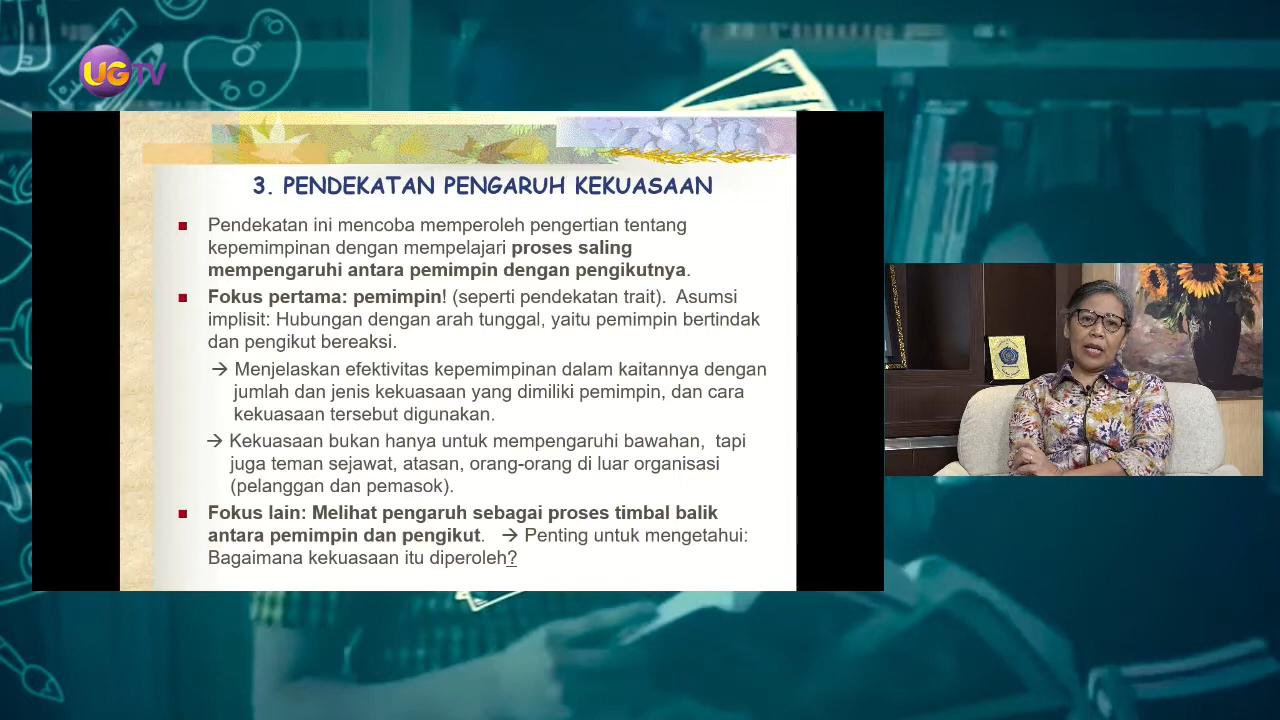 UGTV
3. PENDEKATAN PENGARUH KEKUASAAN
Pendekatan ini mencoba memperoleh pengertian tentang
kepemimpinan dengan mempelajari proses saling
mempengaruhi antara pemimpin dengan pengikutnya.
Fokus pertama: pemimpin! (seperti pendekatan trait). Asumsi
implisit: Hubungan dengan arah tunggal, yaitu pemimpin bertindak
dan pengikut bereaksi.
→ Menjelaskan efektivitas kepemimpinan dalam kaitannya dengan
jumlah dan jenis kekuasaan yang dimiliki pemimpin, dan cara
kekuasaan tersebut digunakan.
→ Kekuasaan bukan hanya untuk mempengaruhi bawahan, tapi
juga teman sejawat, atasan, orang-orang di luar organisasi
(pelanggan dan pemasok).
Fokus lain: Melihat pengaruh sebagai proses timbal balik
antara pemimpin dan pengikut. → Penting untuk mengetahui:
Bagaimana kekuasaan itu diperoleh?